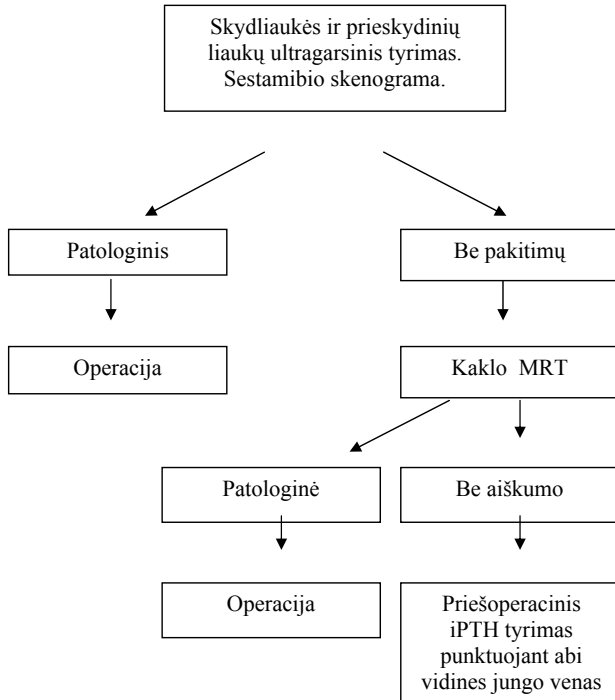 Skydliaukės ir prieskydinių
liaukų ultragarsinis tyrimas.
Sestamibio skenograma.
Patologinis
Be pakitimų
Operacija
Kaklo MRT
Patologinė
Be aiškumo
Operacija
Priešoperacinis
iPTH tyrimas
punktuojant abi
vidines jungo venas